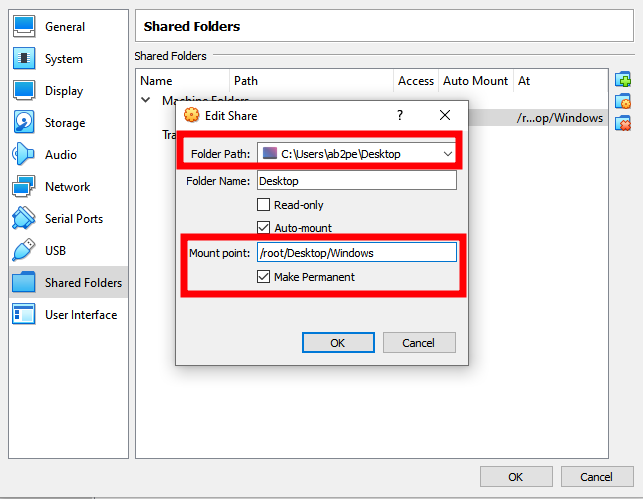 General
System
Display
Storage
Audio
Network
Serial Ports
USB
Shared Folders
User Interface
Shared Folders
Shared Folders
Name Path Access Auto Mount At
Machine Folders
/r...op/Windows
Edit Share ?
Folder Path: C:\Users\ab2pe\Desktop
Folder Name: Desktop
Read-only
Auto-mount
Mount point: /root/Desktop/Windows
Make Permanent
OK Cancel
OK Cancel